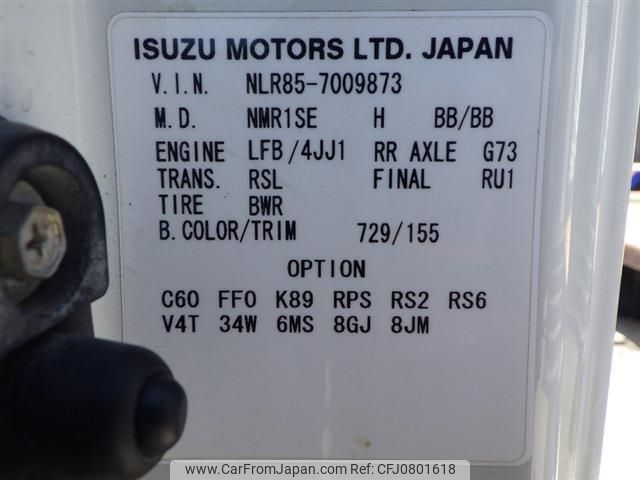 ISUZU MOTORS LTD. JAPAN
V.I.N. NLR85-7009873
M.D. NMR1SE H BB/BB
ENGINE LFB/4JJ1 RR AXLE G73
TRANS. RSL FINAL RU1
TIRE BWR
B.COLOR/TRIM 729/155
OPTION
C60 FF0 K89 RPS RS2 RS6
V4T 34W 6MS 8GJ 8JM
www.CarFromJapan.com - CFJ0801618